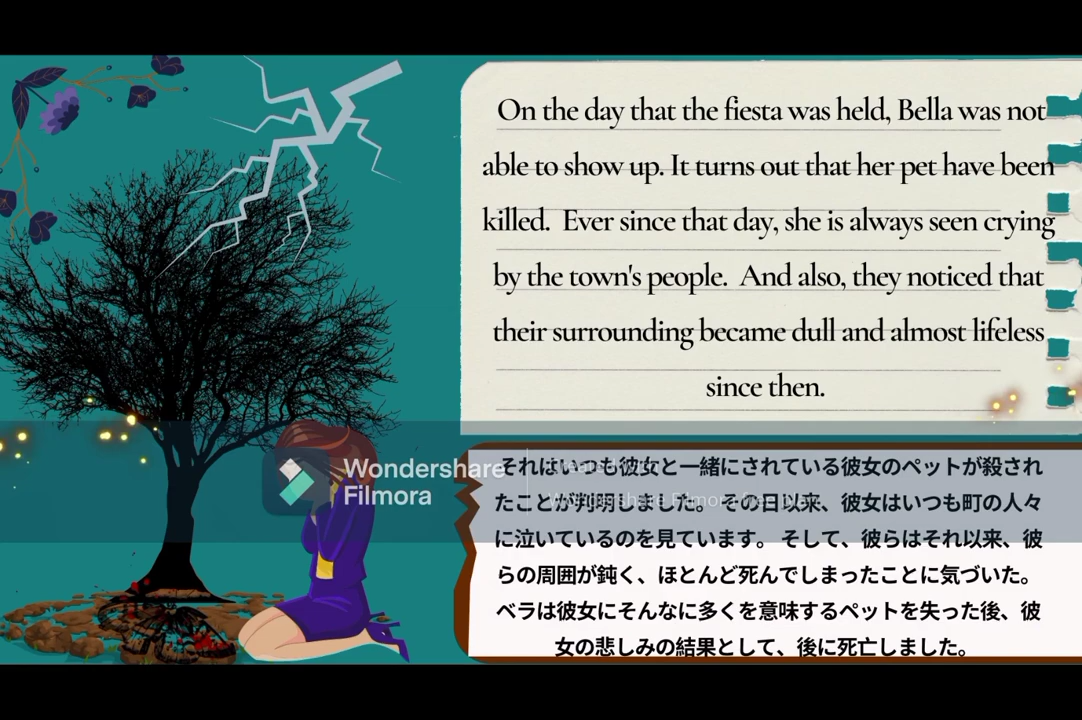 On the day that the fiesta was held, Bella was not
able to show up. It turns out that her pet have been
killed. Ever since that day, she is always seen crying
by the town's people. And also, they noticed that
their surrounding became dull and almost lifeless
since then.
Wondershare
Filmora
それはいつも彼女と一緒にされている彼女のペットが殺され
たことが判明しました。その日以来、彼女はいつも町の人々
に泣いているのを見ています。 そして、彼らはそれ以来、彼
らの周囲が鈍く、ほとんど死んでしまったことに気づいた。
ベラは彼女にそんなに多くを意味するペットを失った後、彼
女の悲しみの結果として、後に死亡しました。